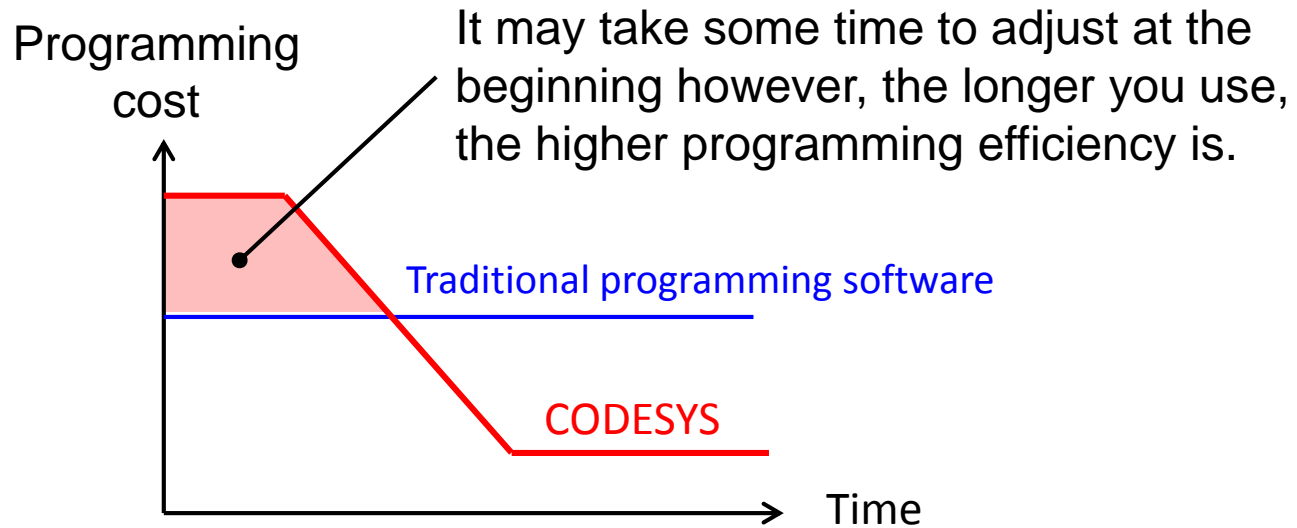 Programming
cost
It may take some time to adjust at the
beginning however, the longer you use,
the higher programming efficiency is.
Traditional programming software
CODESYS
Time